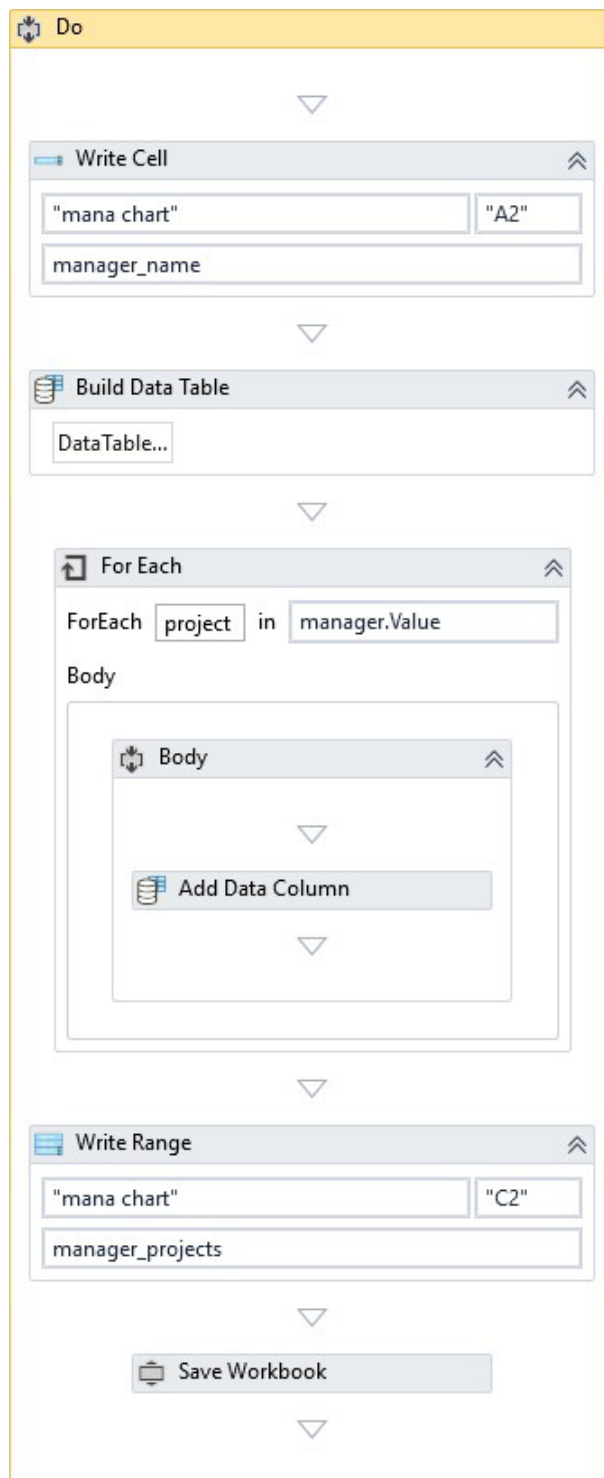 Do
Write Cell
"mana chart" "A2"
manager_name
Build Data Table
DataTable...
For Each
ForEach project in manager.Value
Body
Body
Add Data Column
Write Range
"mana chart" "C2"
manager_projects
Save Workbook